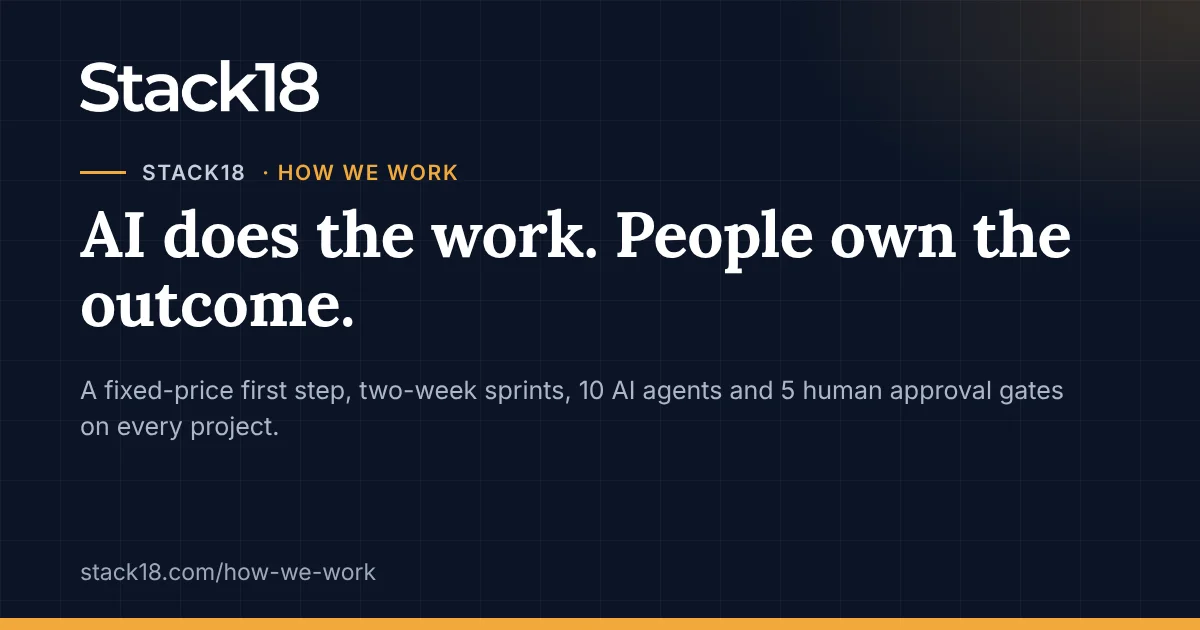 Stack18
STACK18 · HOW WE WORK
AI does the work. People own the
outcome.
A fixed-price first step, two-week sprints, 10 AI agents and 5 human approval gates
on every project.
stack18.com/how-we-work